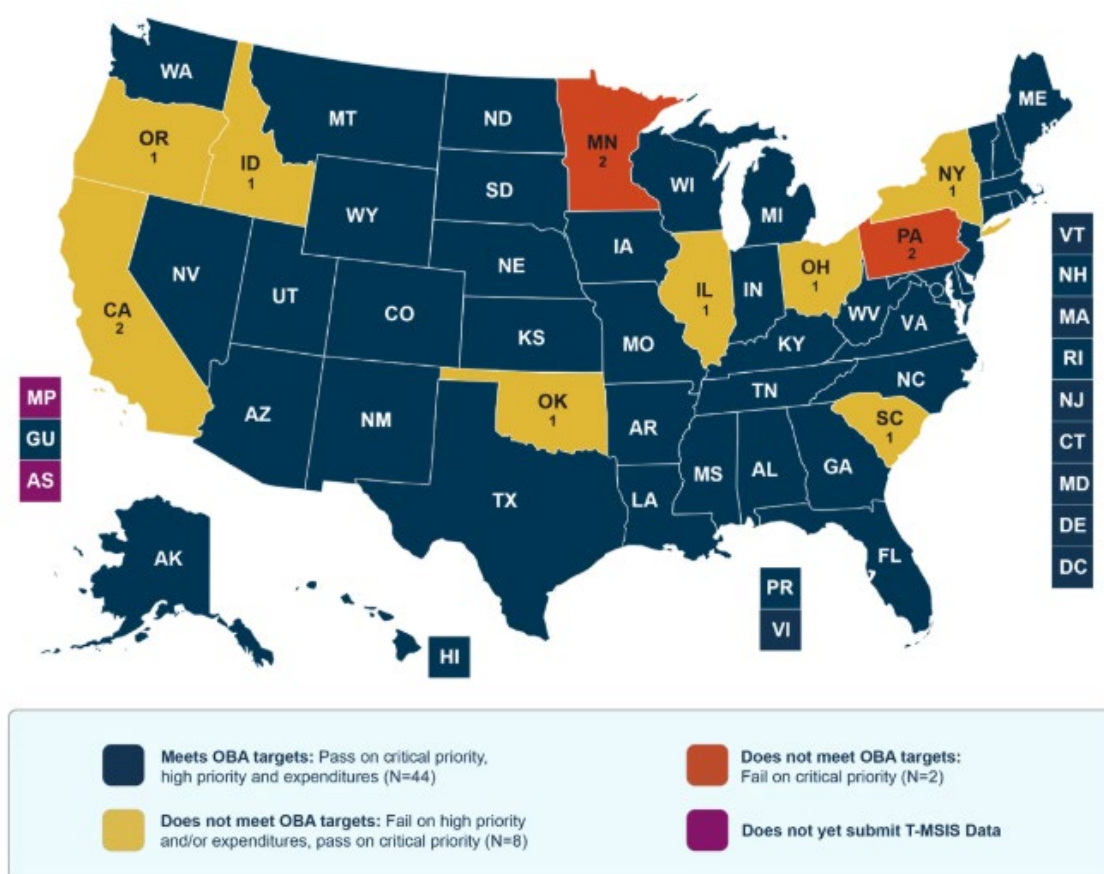 WA
MT
ND
MN
2
ME
OR
1
ID
1
SD
WI
NY
1
WY
MI
PA
2
IA
NE
NV
UT
CO
IL
1
IN
OH
1
WV
VA
CA
2
KS
MO
KY
NC
AZ
NM
OK
1
TN
SC
1
AR
MS
AL
GA
TX
LA
FL
MP
GU
AS
AK
HI
PR
VI
VT
NH
MA
RI
NJ
CT
MD
DE
DC
Meets OBA targets: Pass on critical priority,
high priority and expenditures (N=44)
Does not meet OBA targets: Fail on high priority
and/or expenditures, pass on critical priority (N=8)
Does not meet OBA targets:
Fail on critical priority (N=2)
Does not yet submit T-MSIS Data